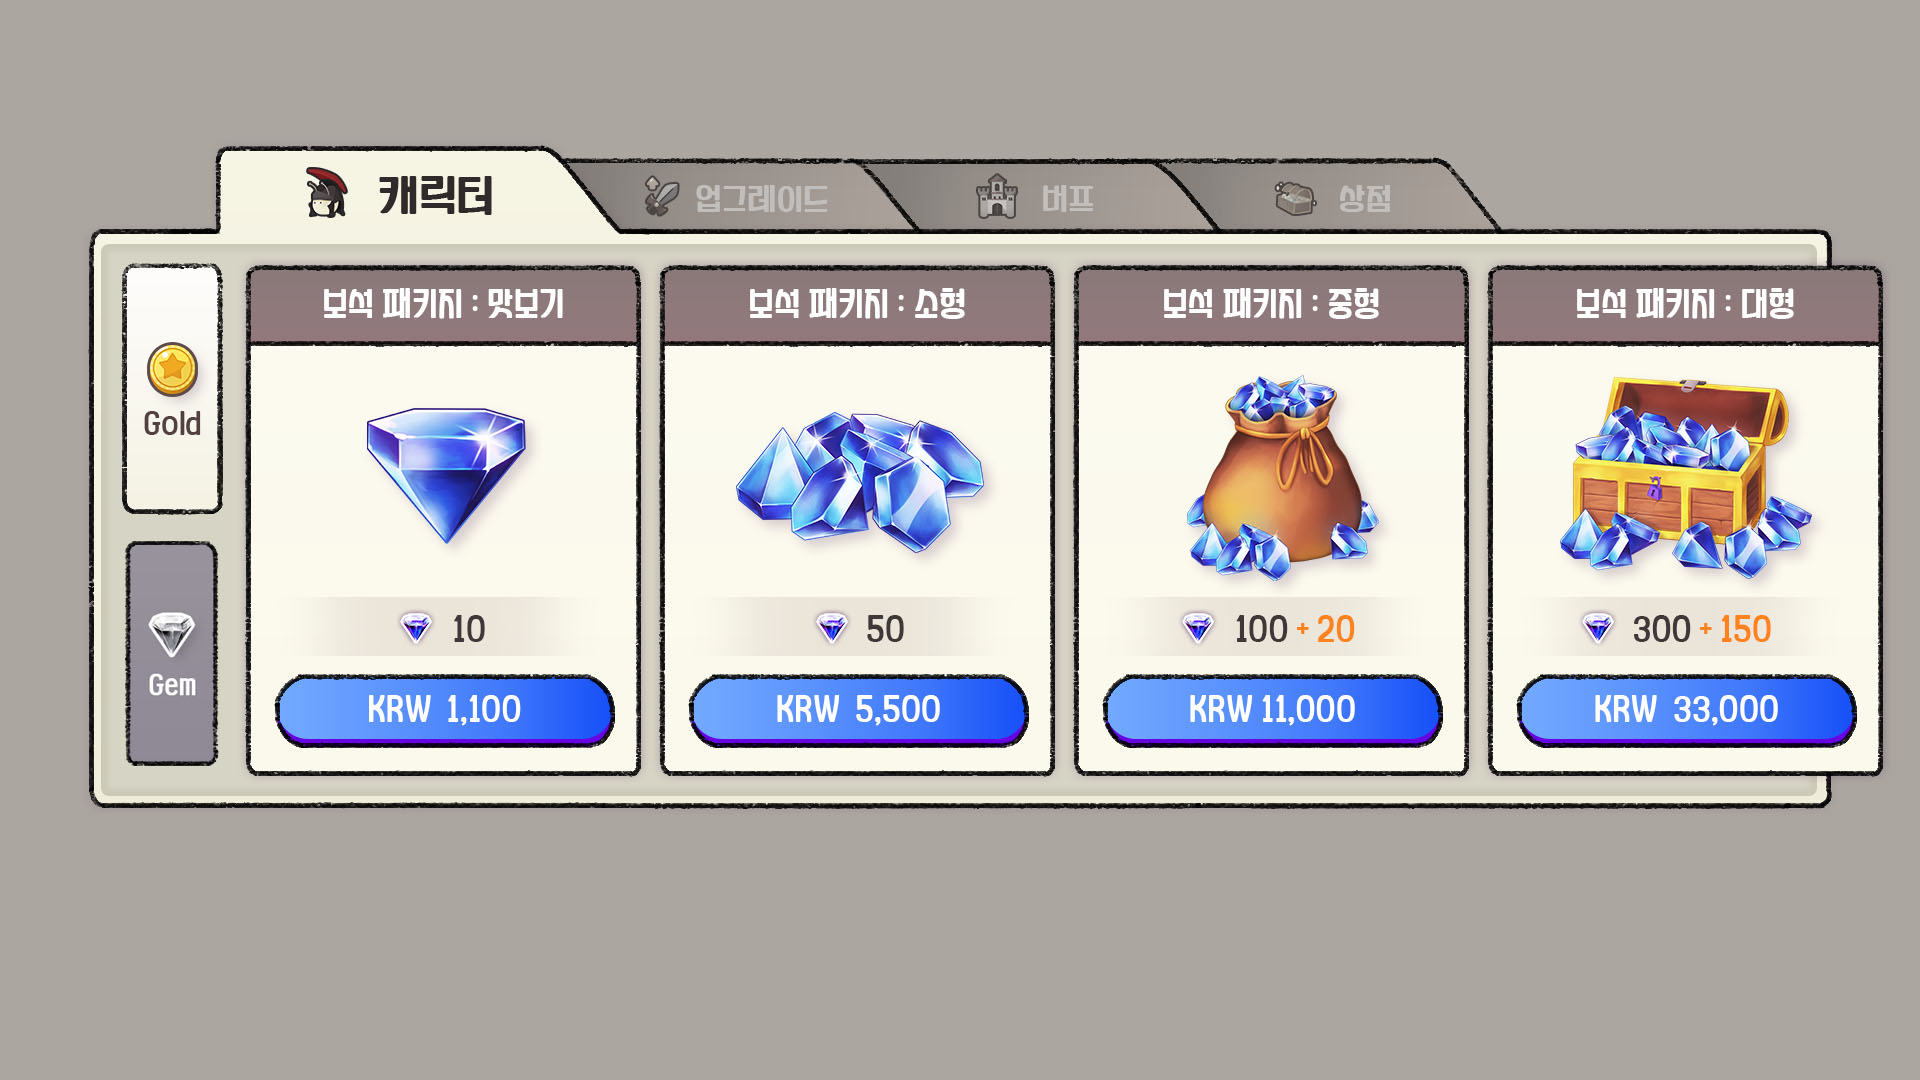 캐릭터
업그레이드
버프
상점
Gold
Gem
보석 패키지 : 맛보기
10
KRW 1,100
보석 패키지 : 소형
50
KRW 5,500
보석 패키지 : 중형
100 + 20
KRW 11,000
보석 패키지 : 대형
300 + 150
KRW 33,000